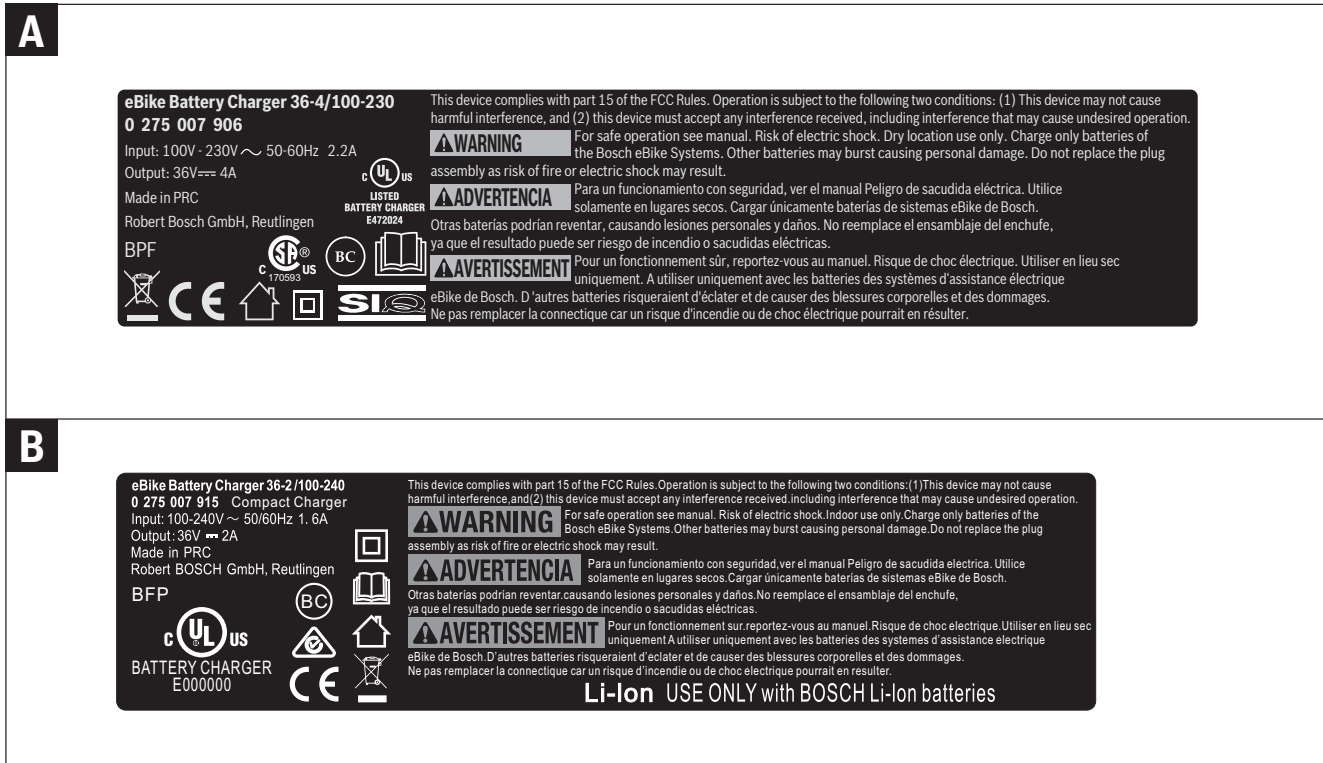 A
eBike Battery Charger 36-4/100-230
0 275 007 906
Input: 100V - 230V ~ 50-60Hz 2.2A
Output: 36V⎓ 4A
Made in PRC
Robert Bosch GmbH, Reutlingen
BPF
C UL US
LISTED
BATTERY CHARGER
E472024
C SA ® US
170593
BC
CE
SIQ
This device complies with part 15 of the FCC Rules. Operation is subject to the following two conditions: (1) This device may not cause
harmful interference, and (2) this device must accept any interference received, including interference that may cause undesired operation.
WARNING For safe operation see manual. Risk of electric shock. Dry location use only. Charge only batteries of
the Bosch eBike Systems. Other batteries may burst causing personal damage. Do not replace the plug
assembly as risk of fire or electric shock may result.
ADVERTENCIA Para un funcionamiento con seguridad, ver el manual Peligro de sacudida eléctrica. Utilice
solamente en lugares secos. Cargar únicamente baterías de sistemas eBike de Bosch.
Otras baterías podrían reventar, causando lesiones personales y daños. No reemplace el ensamblaje del enchufe,
ya que el resultado puede ser riesgo de incendio o sacudidas eléctricas.
AVERTISSEMENT Pour un fonctionnement sûr, reportez-vous au manuel. Risque de choc électrique. Utiliser en lieu sec
uniquement. A utiliser uniquement avec les batteries des systèmes d'assistance électrique
eBike de Bosch. D 'autres batteries risqueraient d'éclater et de causer des blessures corporelles et des dommages.
Ne pas remplacer la connectique car un risque d'incendie ou de choc électrique pourrait en résulter.
B
eBike Battery Charger 36-2 /100-240
0 275 007 915 Compact Charger
Input: 100-240V ~ 50/60Hz 1. 6A
Output: 36V ⎓ 2A
Made in PRC
Robert BOSCH GmbH, Reutlingen
BFP
BC
C UL US
BATTERY CHARGER
E000000
CE
This device complies with part 15 of the FCC Rules.Operation is subject to the following two conditions:(1)This device may not cause
harmful interference,and(2) this device must accept any interference received.including interference that may cause undesired operation.
WARNING For safe operation see manual. Risk of electric shock.Indoor use only.Charge only batteries of the
Bosch eBike Systems.Other batteries may burst causing personal damage.Do not replace the plug
assembly as risk of fire or electric shock may result.
ADVERTENCIA Para un funcionamiento con seguridad,ver el manual Peligro de sacudida electrica. Utilice
solamente en lugares secos.Cargar únicamente baterías de sistemas eBike de Bosch.
Otras baterías podrían reventar.causando lesiones personales y daños.No reemplace el ensamblaje del enchufe,
ya que el resultado puede ser riesgo de incendio o sacudidas eléctricas.
AVERTISSEMENT Pour un fonctionnement sur.reportez-vous au manuel.Risque de choc electrique.Utiliser en lieu sec
uniquement A utiliser uniquement avec les batteries des systemes d'assistance electrique
eBike de Bosch.D'autres batteries risqueraient d'eclater et de causer des blessures corporelles et des dommages.
Ne pas remplacer la connectique car un risque d'incendie ou de choc electrique pourrait en resulter.
Li-Ion USE ONLY with BOSCH Li-Ion batteries